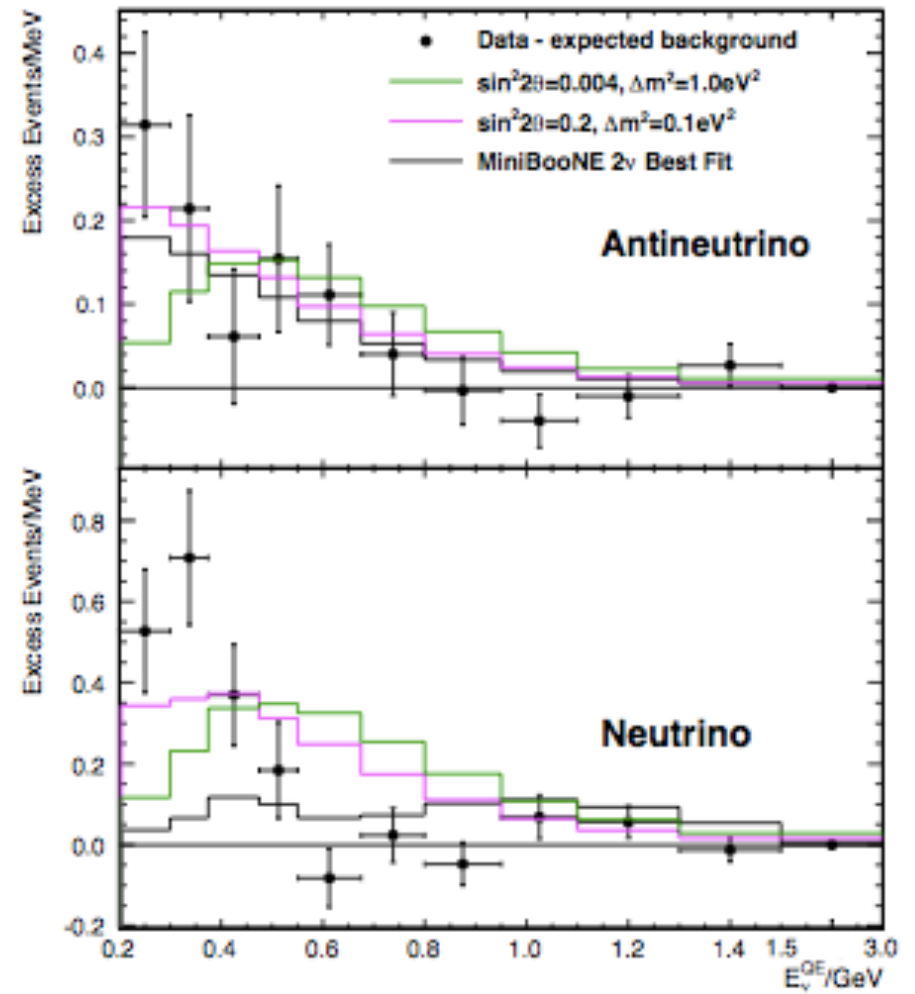 Excess Events/MeV
0.4
0.3
0.2
0.1
0.0
Data - expected background
sin²2θ=0.004, Δm²=1.0eV²
sin²2θ=0.2, Δm²=0.1eV²
MiniBooNE 2ν Best Fit
Antineutrino
Excess Events/MeV
0.8
0.6
0.4
0.2
0.0
-0.2
Neutrino
0.2 0.4 0.6 0.8 1.0 1.2 1.4 1.5 3.0
E_ν^QE/GeV